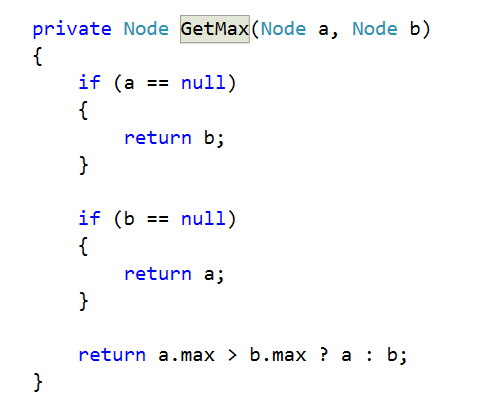 private Node GetMax(Node a, Node b)
{
    if (a == null)
    {
        return b;
    }

    if (b == null)
    {
        return a;
    }

    return a.max > b.max ? a : b;
}